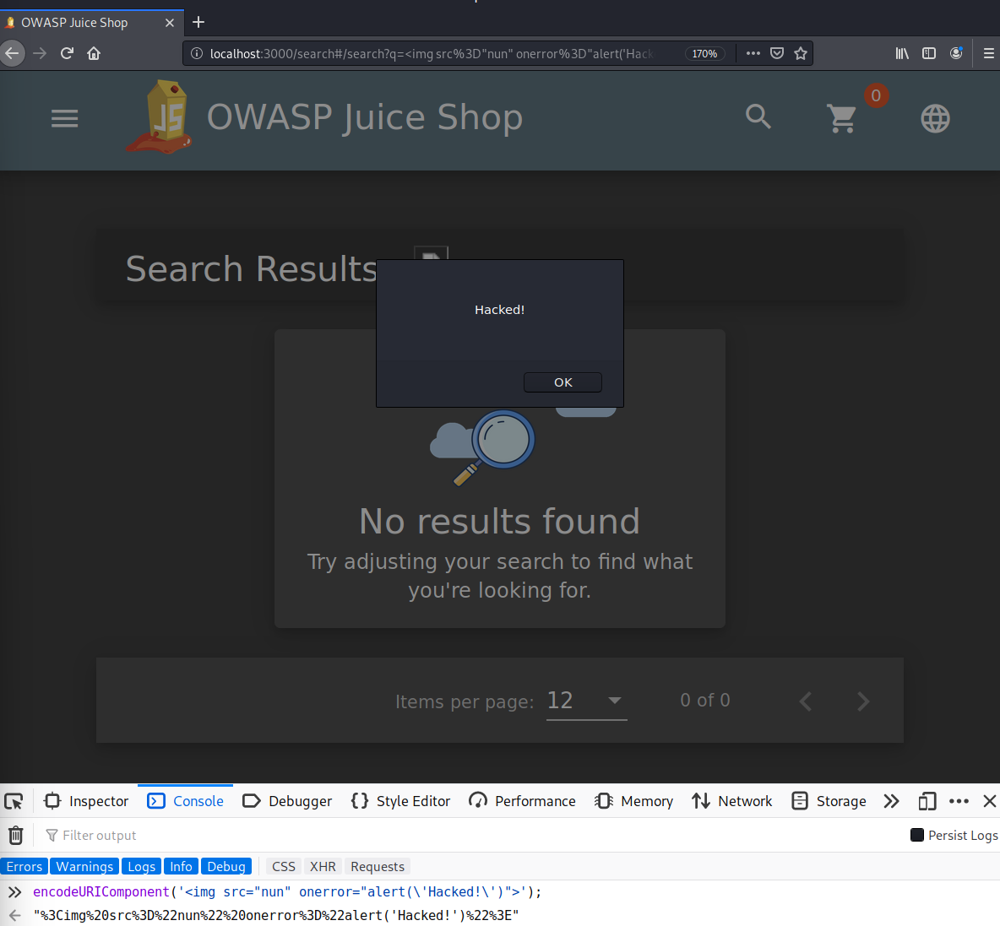 OWASP Juice Shop
localhost:3000/search#/search?q=<img src%3D"nun" onerror%3D"alert('Hack
170%
JS
OWASP Juice Shop
0
Search Results
Hacked!
OK
No results found
Try adjusting your search to find what
you're looking for.
Items per page: 12 0 of 0
Inspector Console Debugger Style Editor Performance Memory Network Storage
Filter output Persist Logs
Errors Warnings Logs Info Debug CSS XHR Requests
encodeURIComponent('<img src="nun" onerror="alert(\'Hacked!\')">');
"%3Cimg%20src%3D%22nun%22%20onerror%3D%22alert('Hacked!')%22%3E"